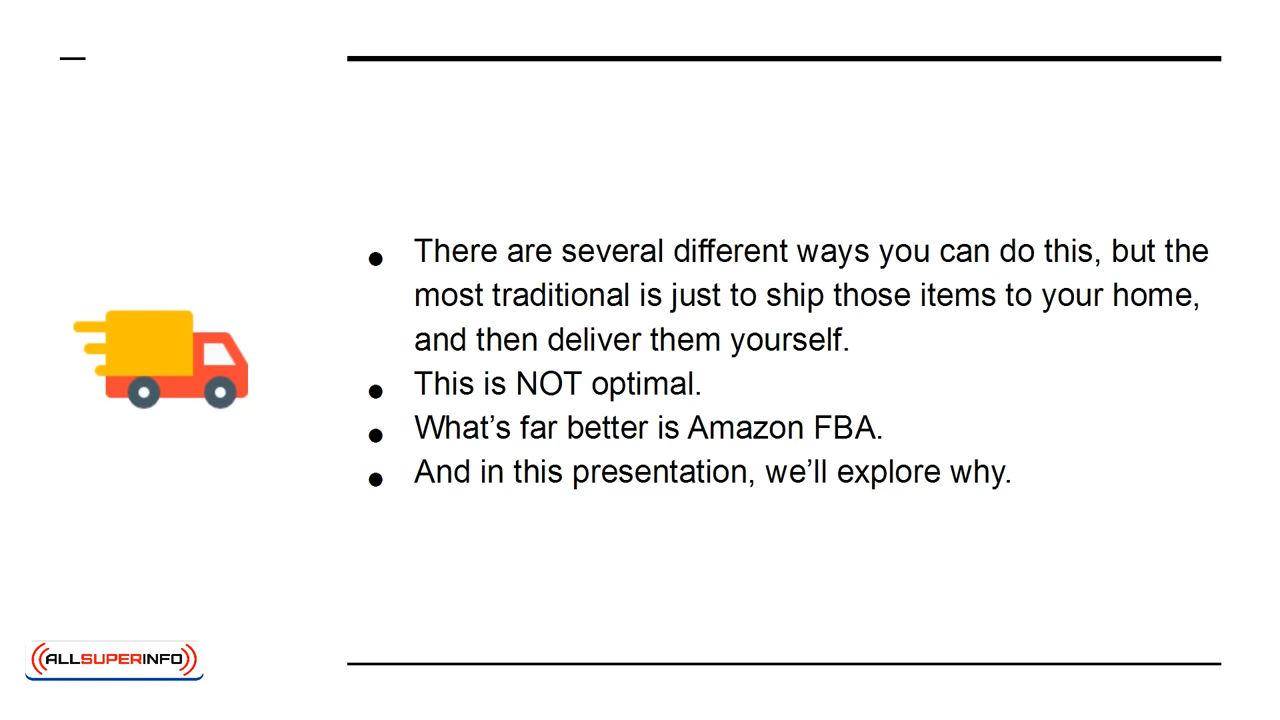 There are several different ways you can do this, but the
most traditional is just to ship those items to your home,
and then deliver them yourself.
This is NOT optimal.
What’s far better is Amazon FBA.
And in this presentation, we’ll explore why.
ALLSUPERINFO